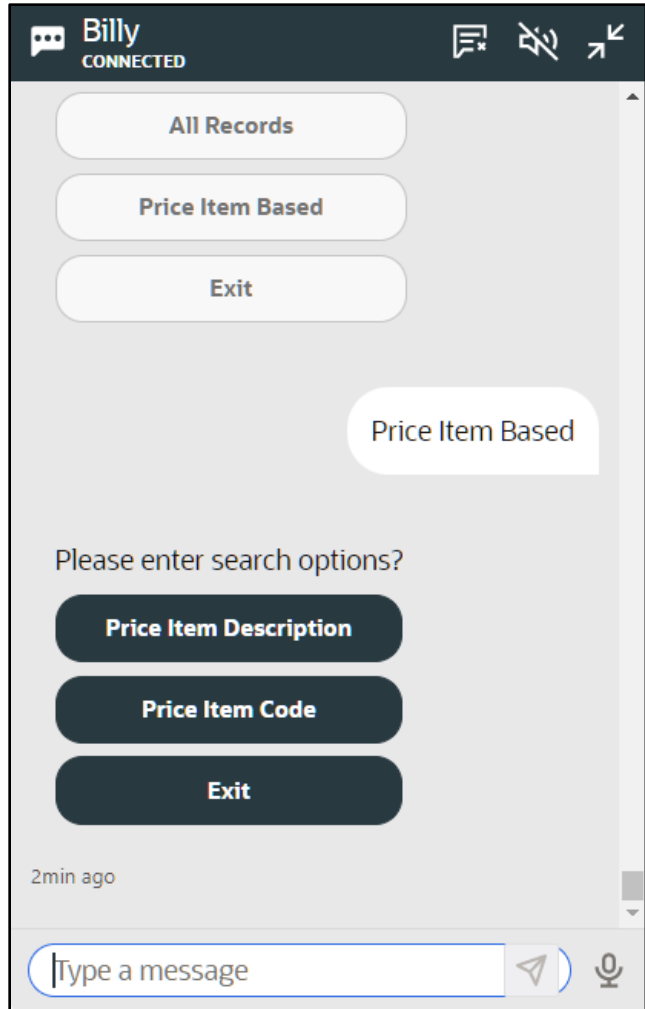 Billy
CONNECTED
All Records
Price Item Based
Exit
Price Item Based
Please enter search options?
Price Item Description
Price Item Code
Exit
2min ago
Type a message